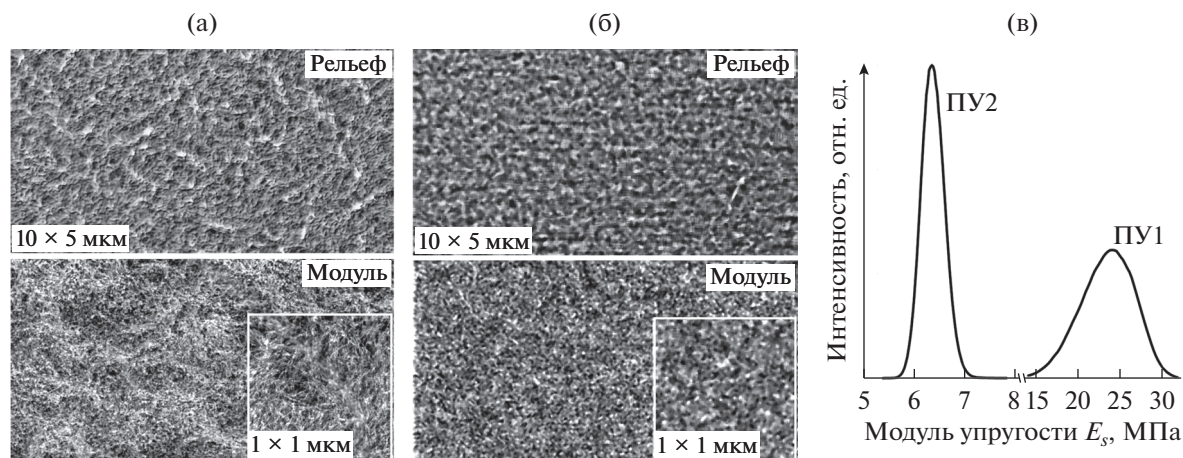 (а)
(б)
(в)
Рельеф
10 × 5 мкм
Модуль
1 × 1 мкм
Рельеф
10 × 5 мкм
Модуль
1 × 1 мкм
Интенсивность, отн. ед.
ПУ2
ПУ1
5 6 7 8 15 20 25 30
Модуль упругости Es, МПа